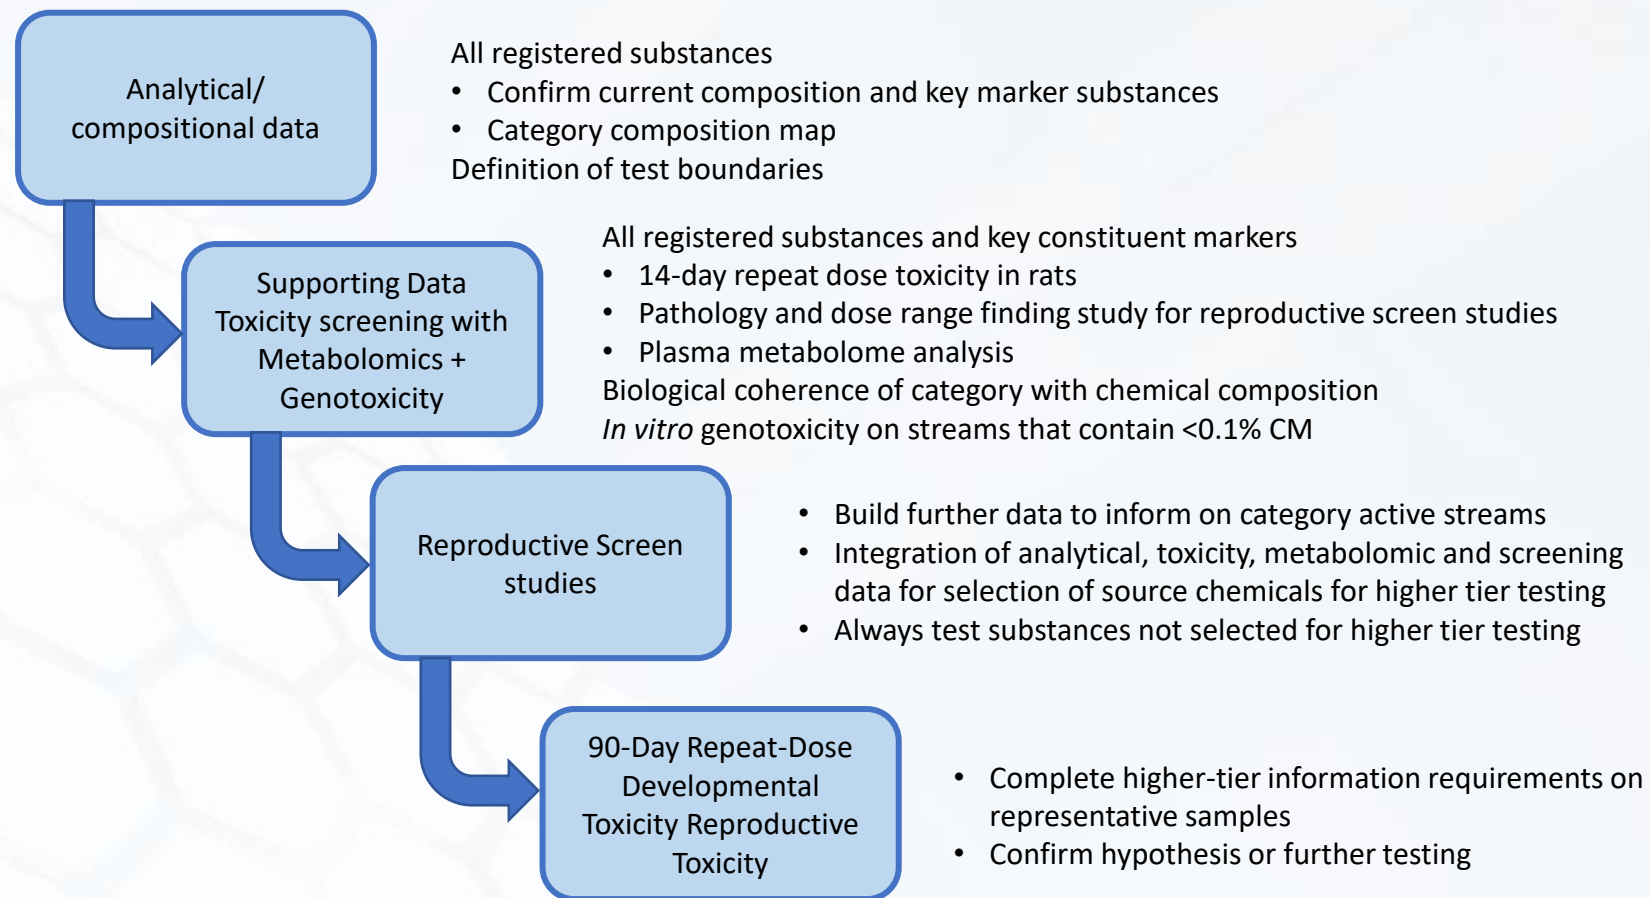 Analytical/
compositional data
All registered substances
• Confirm current composition and key marker substances
• Category composition map
Definition of test boundaries
Supporting Data
Toxicity screening with
Metabolomics +
Genotoxicity
All registered substances and key constituent markers
• 14-day repeat dose toxicity in rats
• Pathology and dose range finding study for reproductive screen studies
• Plasma metabolome analysis
Biological coherence of category with chemical composition
In vitro genotoxicity on streams that contain <0.1% CM
Reproductive Screen
studies
• Build further data to inform on category active streams
• Integration of analytical, toxicity, metabolomic and screening
data for selection of source chemicals for higher tier testing
• Always test substances not selected for higher tier testing
90-Day Repeat-Dose
Developmental
Toxicity Reproductive
Toxicity
• Complete higher-tier information requirements on
representative samples
• Confirm hypothesis or further testing